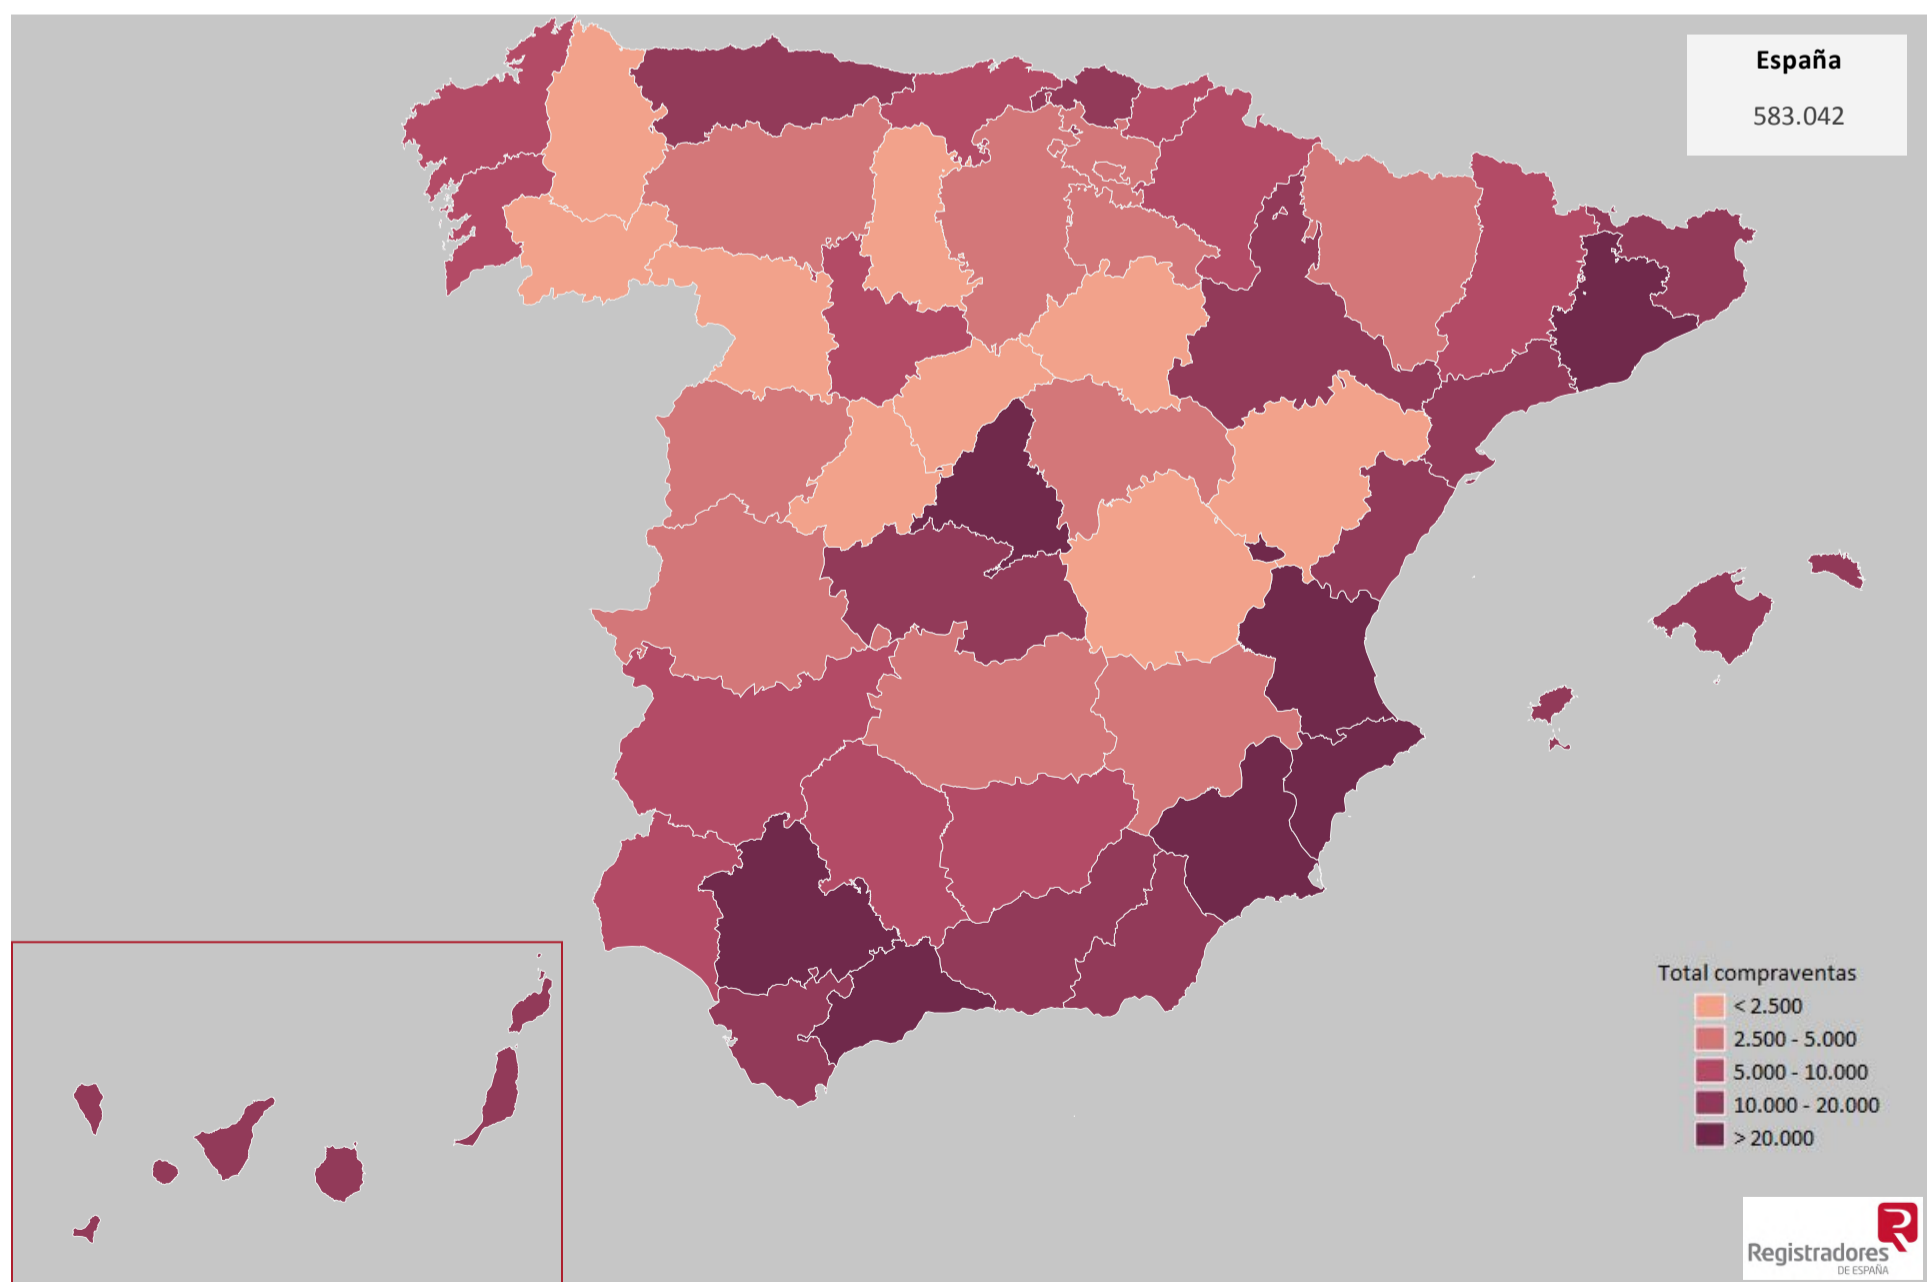 España
583.042
Total compraventas
< 2.500
2.500 - 5.000
5.000 - 10.000
10.000 - 20.000
> 20.000
Registradores
DE ESPAÑA